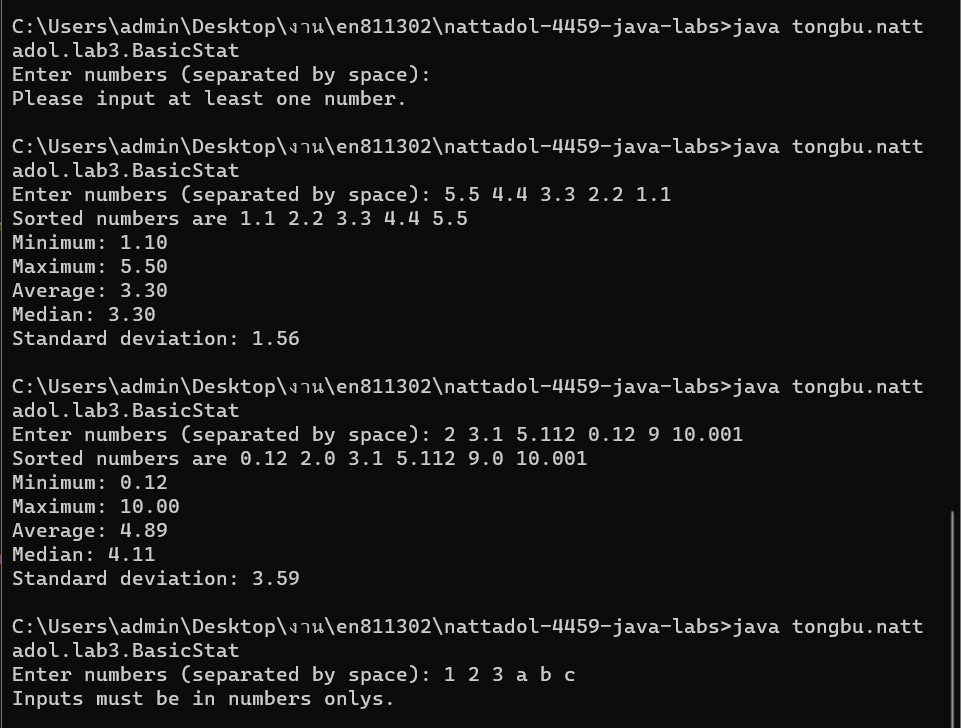 C:\Users\admin\Desktop\งาน\en811302\nattadol-4459-java-labs>java tongbu.natt
adol.lab3.BasicStat
Enter numbers (separated by space):
Please input at least one number.
C:\Users\admin\Desktop\งาน\en811302\nattadol-4459-java-labs>java tongbu.natt
adol.lab3.BasicStat
Enter numbers (separated by space): 5.5 4.4 3.3 2.2 1.1
Sorted numbers are 1.1 2.2 3.3 4.4 5.5
Minimum: 1.10
Maximum: 5.50
Average: 3.30
Median: 3.30
Standard deviation: 1.56
C:\Users\admin\Desktop\งาน\en811302\nattadol-4459-java-labs>java tongbu.natt
adol.lab3.BasicStat
Enter numbers (separated by space): 2 3.1 5.112 0.12 9 10.001
Sorted numbers are 0.12 2.0 3.1 5.112 9.0 10.001
Minimum: 0.12
Maximum: 10.00
Average: 4.89
Median: 4.11
Standard deviation: 3.59
C:\Users\admin\Desktop\งาน\en811302\nattadol-4459-java-labs>java tongbu.natt
adol.lab3.BasicStat
Enter numbers (separated by space): 1 2 3 a b c
Inputs must be in numbers onlys.